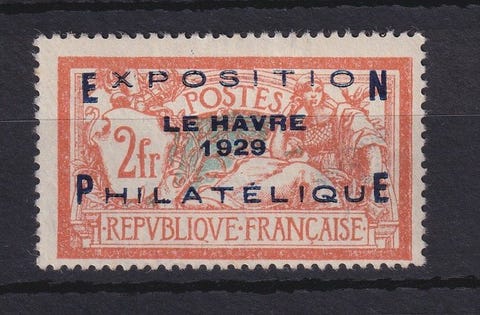 EXPOSITION
POSTES
LE HAVRE
1929
2fr
PHILATÉLIQUE
REPVBLIQVE FRANÇAISE